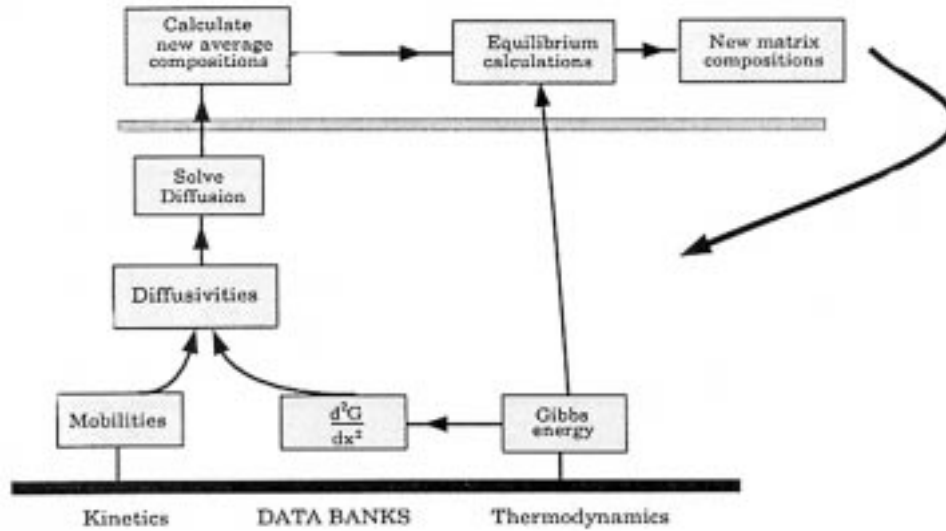 Calculate
new average
compositions
Equilibrium
calculations
New matrix
compositions
Solve
Diffusion
Diffusivities
Mobilities
d²G
dx²
Gibbs
energy
Kinetics
DATA BANKS
Thermodynamics